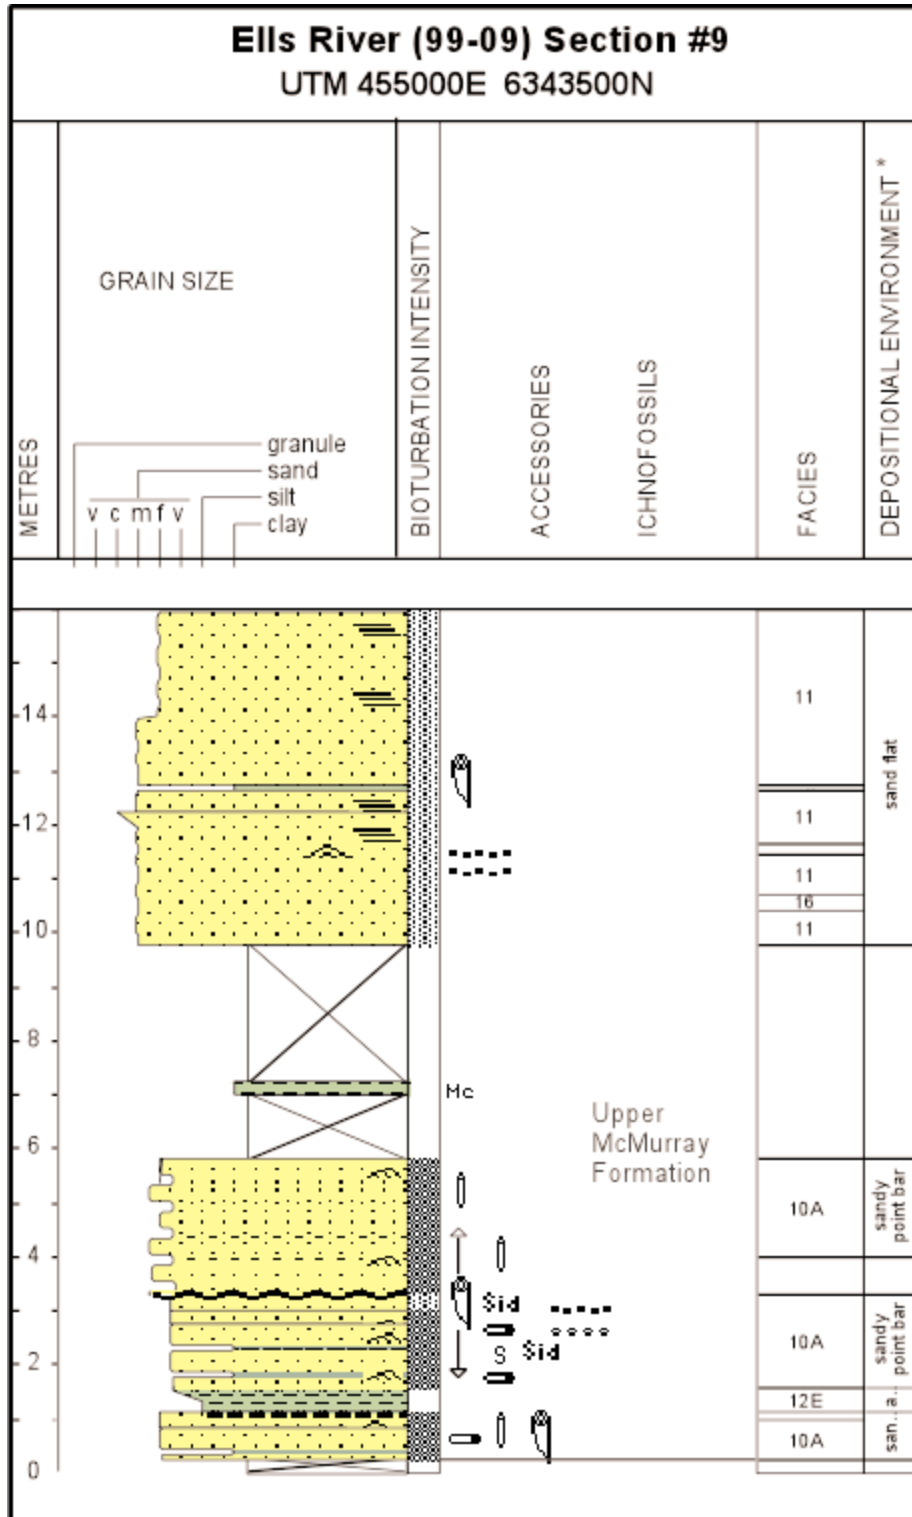 Ells River (99-09) Section #9
UTM 455000E 6343500N
METRES
GRAIN SIZE
granule
sand
silt
clay
v c m f v
BIOTURBATION INTENSITY
ACCESSORIES
ICHNOFOSSILS
FACIES
DEPOSITIONAL ENVIRONMENT *
14
11
sand flat
12
11
11
16
10
11
8
Mc
Upper
McMurray
Formation
6
10A
sandy
point bar
4
Sid
10A
sandy
point bar
S Sid
2
12E
..a..
10A
san..
0